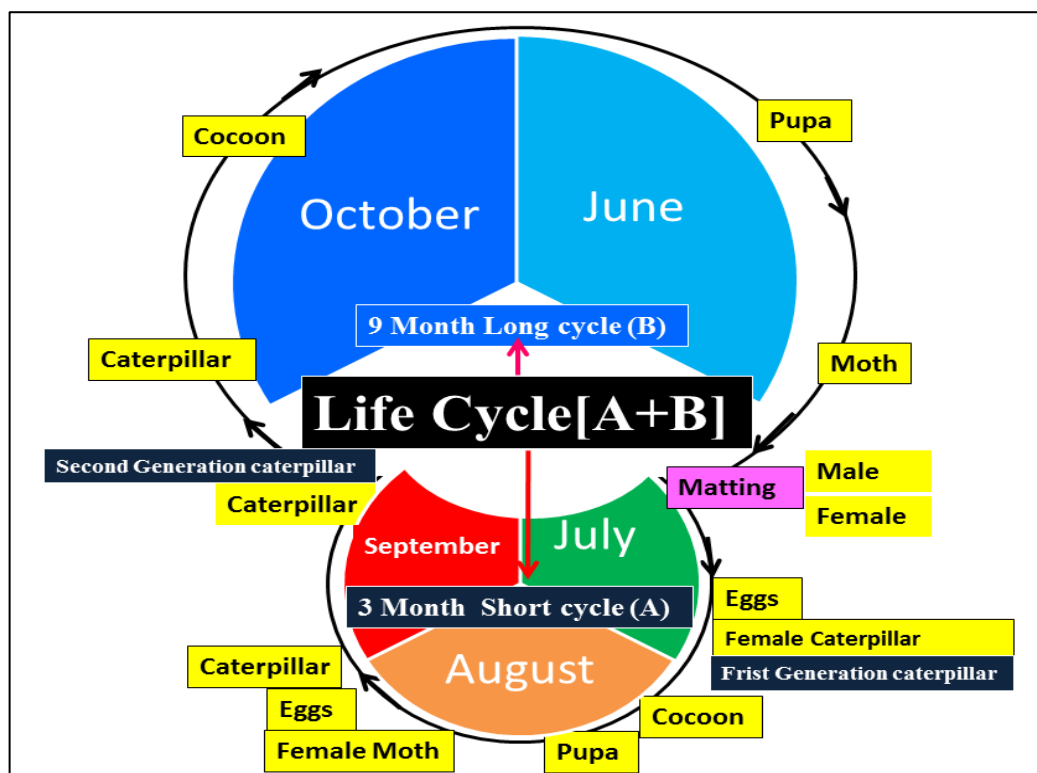 Cocoon
Pupa
October
June
9 Month Long cycle (B)
Caterpillar
Moth
Life Cycle[A+B]
Second Generation caterpillar
Caterpillar
Matting
Male
Female
September
July
3 Month Short cycle (A)
Eggs
Female Caterpillar
Frist Generation caterpillar
August
Caterpillar
Eggs
Female Moth
Cocoon
Pupa